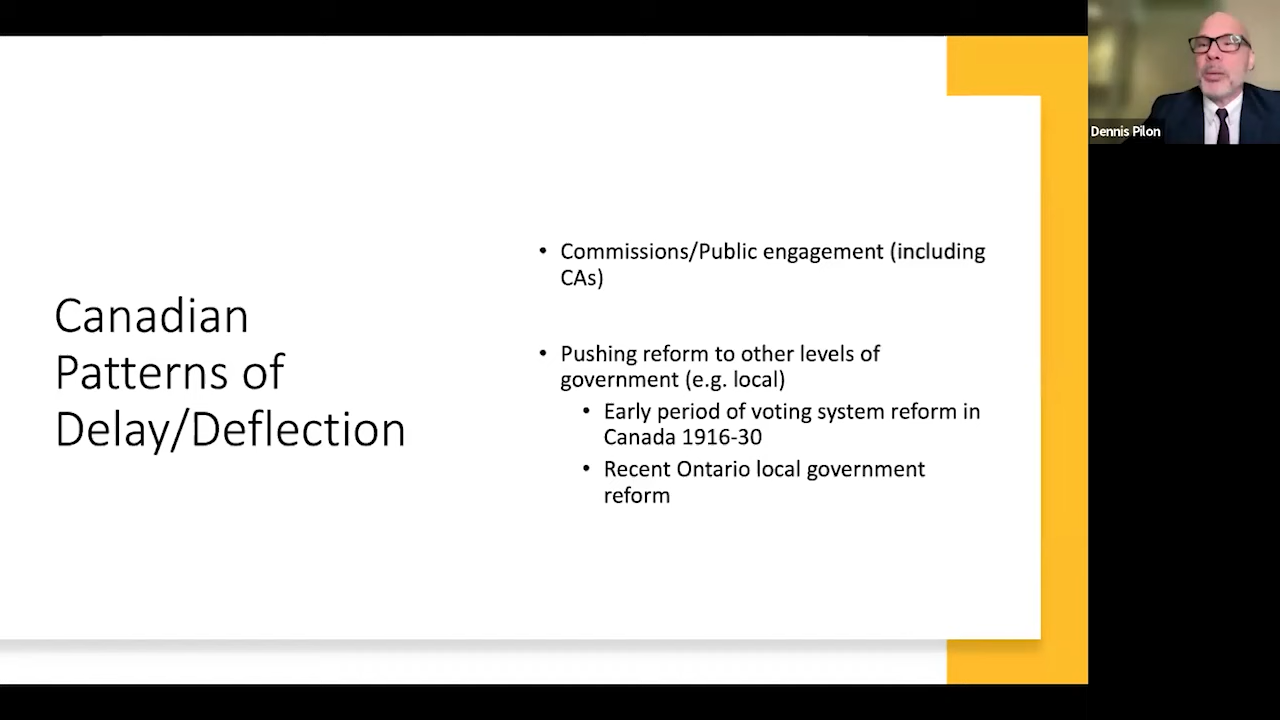 Canadian
Patterns of
Delay/Deflection
• Commissions/Public engagement (including
CAs)
• Pushing reform to other levels of
government (e.g. local)
• Early period of voting system reform in
Canada 1916-30
• Recent Ontario local government
reform
Dennis Pilon